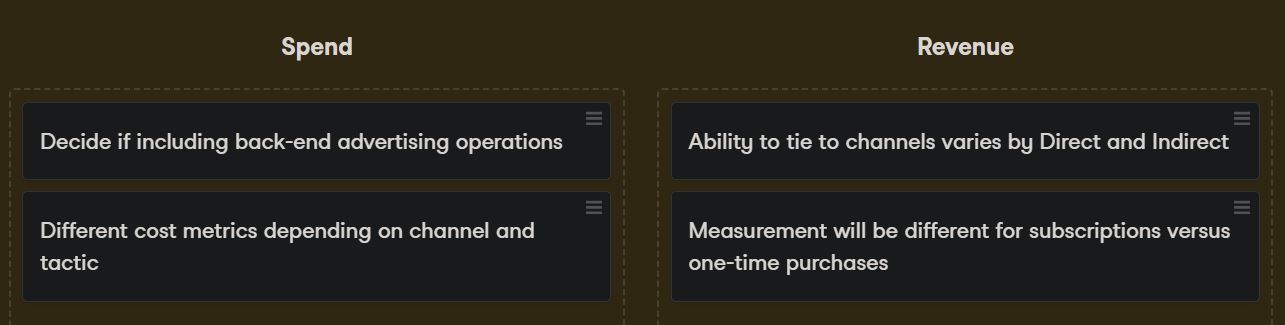 Spend
Decide if including back-end advertising operations
Different cost metrics depending on channel and
tactic
Revenue
Ability to tie to channels varies by Direct and Indirect
Measurement will be different for subscriptions versus
one-time purchases